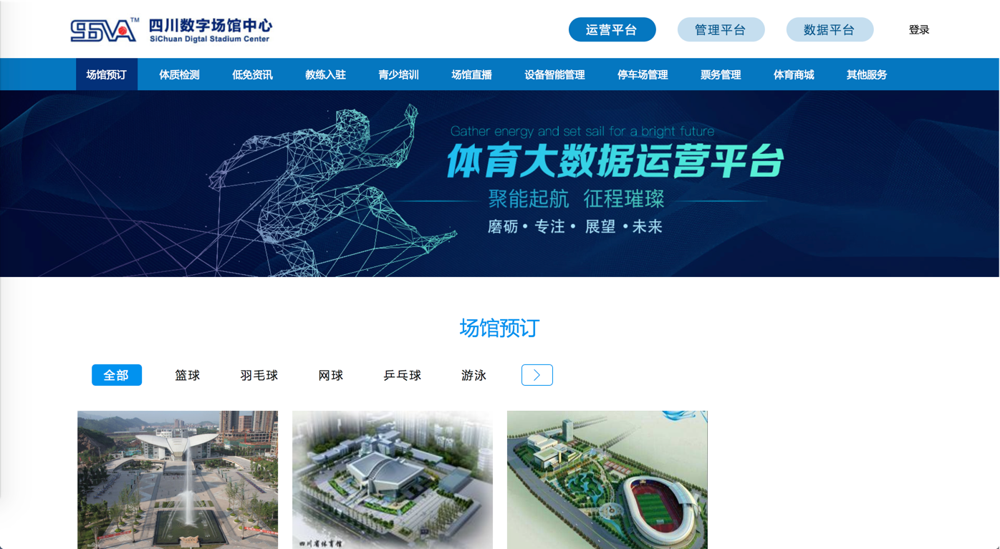 SDVA TM 四川数字场馆中心
SiChuan Digtal Stadium Center
运营平台 管理平台 数据平台 登录
场馆预订 体质检测 低免资讯 教练入驻 青少培训 场馆直播 设备智能管理 停车场管理 票务管理 体育商城 其他服务
Gather energy and set sail for a bright future
体育大数据运营平台
聚能起航 征程璀璨
磨砺•专注•展望•未来
场馆预订
全部 篮球 羽毛球 网球 乒乓球 游泳
四川省体育馆